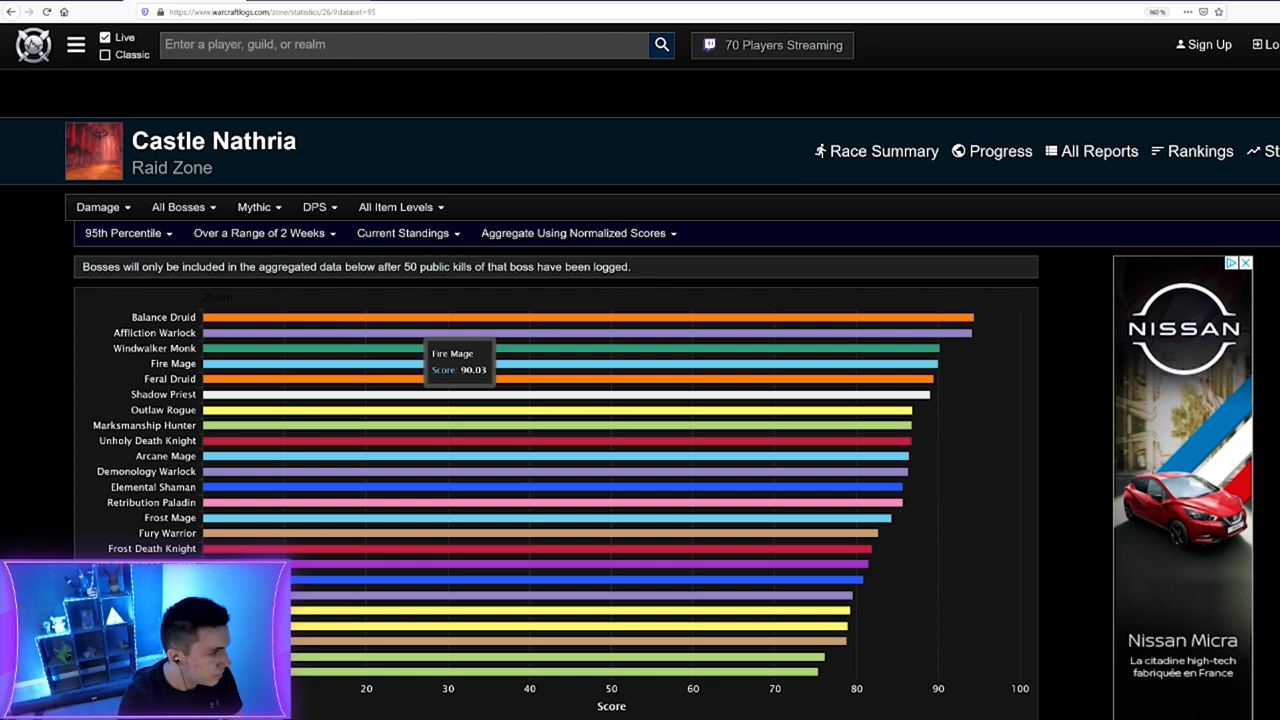 https://www.warcraftlogs.com/zone/statistics/26/#dataset=95
160 %
Live
Classic
Enter a player, guild, or realm
70 Players Streaming
Sign Up
Lo
Castle Nathria
Raid Zone
Race Summary
Progress
All Reports
Rankings
St
Damage
All Bosses
Mythic
DPS
All Item Levels
95th Percentile
Over a Range of 2 Weeks
Current Standings
Aggregate Using Normalized Scores
Bosses will only be included in the aggregated data below after 50 public kills of that boss have been logged.
Zoom
Balance Druid
Affliction Warlock
Windwalker Monk
Fire Mage
Feral Druid
Shadow Priest
Outlaw Rogue
Marksmanship Hunter
Unholy Death Knight
Arcane Mage
Demonology Warlock
Elemental Shaman
Retribution Paladin
Frost Mage
Fury Warrior
Frost Death Knight
Fire Mage
Score: 90.03
20 30 40 50 60 70 80 90 100
Score
NISSAN
Nissan Micra
La citadine high-tech
fabriquée en France